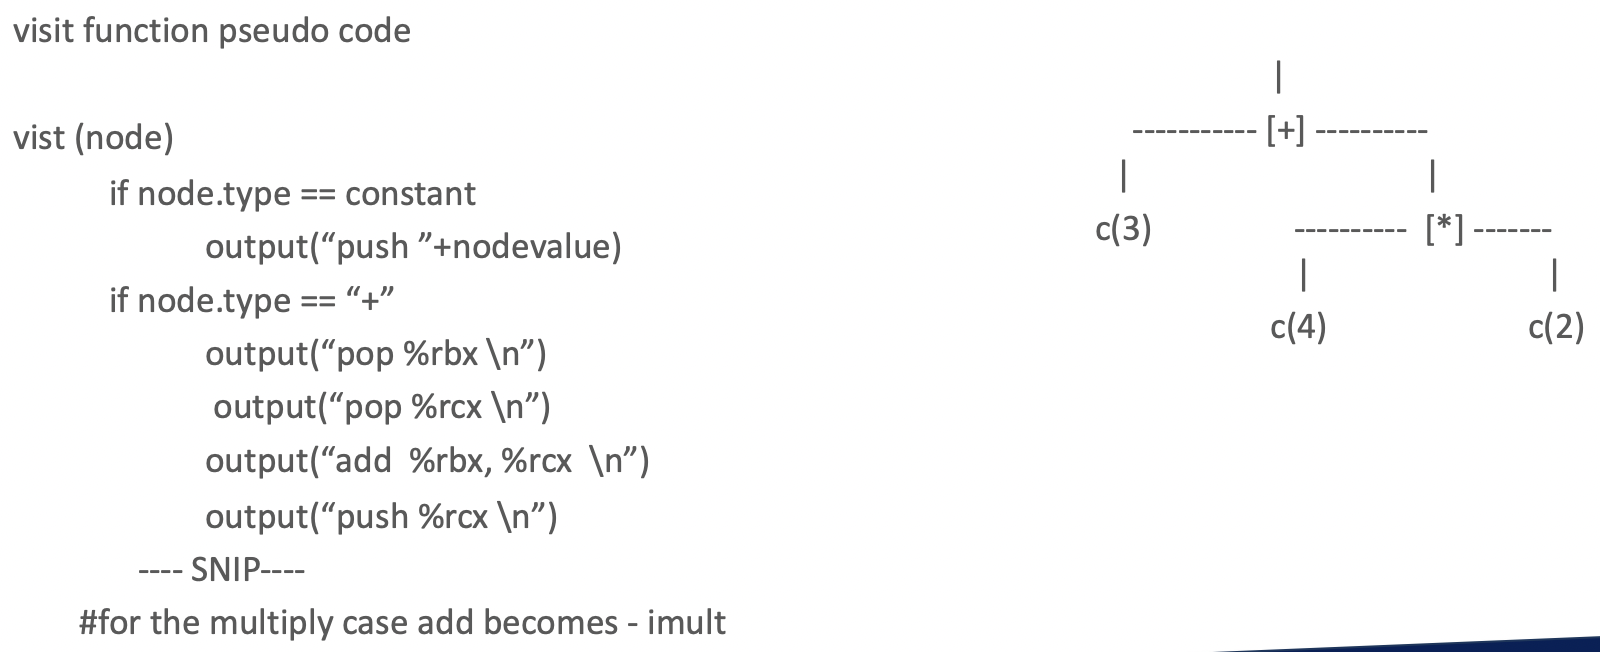 visit function pseudo code
vist (node)
if node.type == constant
output(“push ”+nodevalue)
if node.type == “+”
output(“pop %rbx \n”)
output(“pop %rcx \n”)
output(“add  %rbx, %rcx  \n”)
output(“push %rcx \n”)
---- SNIP----
#for the multiply case add becomes - imult
|
----------- [+] ----------
| |
c(3) ---------- [*] -------
| |
c(4) c(2)